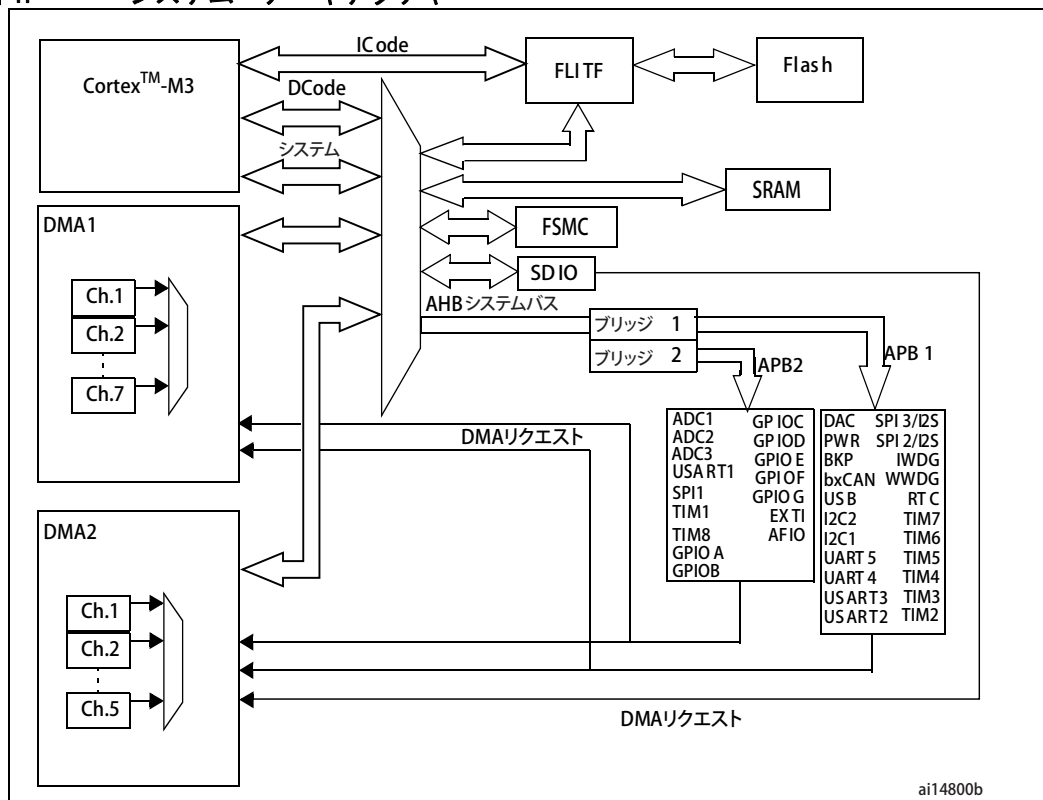 システム・アーキテクチャ
ICode
Cortex™-M3
FLITF
Flash
DCode
システム
SRAM
DMA1
FSMC
SDIO
Ch.1
Ch.2
Ch.7
AHBシステムバス
ブリッジ 1
ブリッジ 2
APB2
APB 1
DMAリクエスト
ADC1 GPIOC
ADC2 GPIOD
ADC3 GPIOE
USART1 GPIOF
SPI1 GPIOG
TIM1 EXTI
TIM8 AFIO
GPIOA
GPIOB
DAC SPI3/I2S
PWR SPI2/I2S
BKP IWDG
bxCAN WWDG
USB RTC
I2C2 TIM7
I2C1 TIM6
UART5 TIM5
UART4 TIM4
USART3 TIM3
USART2 TIM2
DMA2
Ch.1
Ch.2
Ch.5
DMAリクエスト
ai14800b